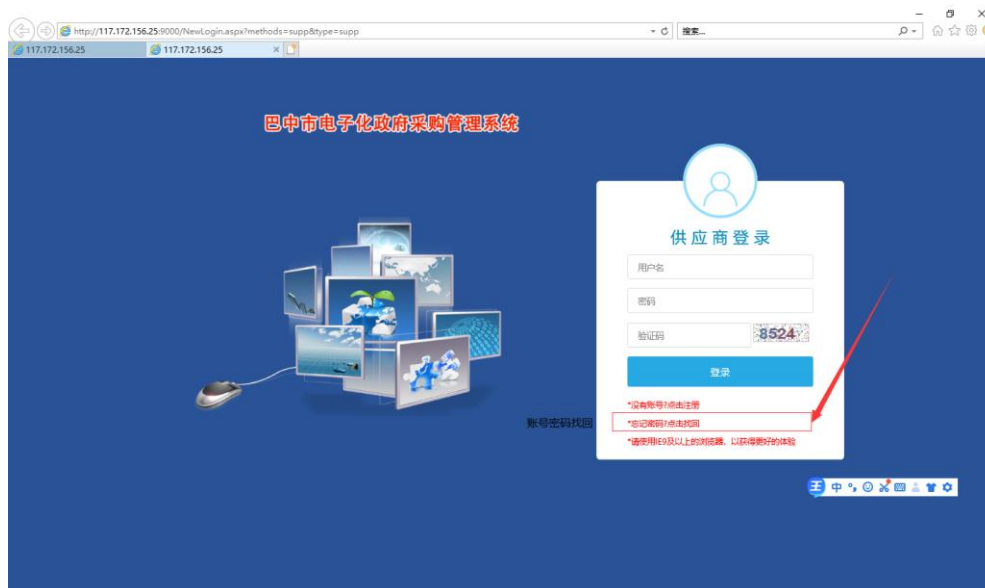 http://117.172.156.25:9000/NewLogin.aspx?methods=supp&type=supp
搜索...
117.172.156.25
117.172.156.25
巴中市电子化政府采购管理系统
供应商登录
用户名
密码
验证码
8524
登录
*没有账号?点击注册
账号密码找回
*忘记密码?点击找回
*请使用IE9及以上的浏览器，以获得更好的体验
王 中